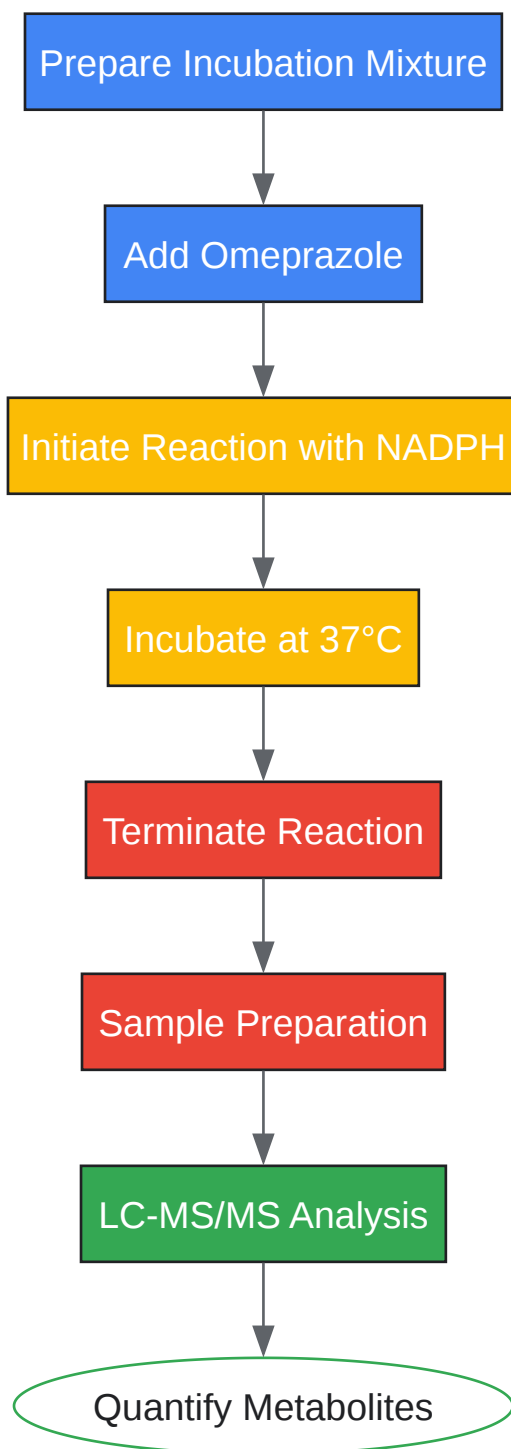 Prepare Incubation Mixture
Add Omeprazole
Initiate Reaction with NADPH
Incubate at 37°C
Terminate Reaction
Sample Preparation
LC-MS/MS Analysis
Quantify Metabolites